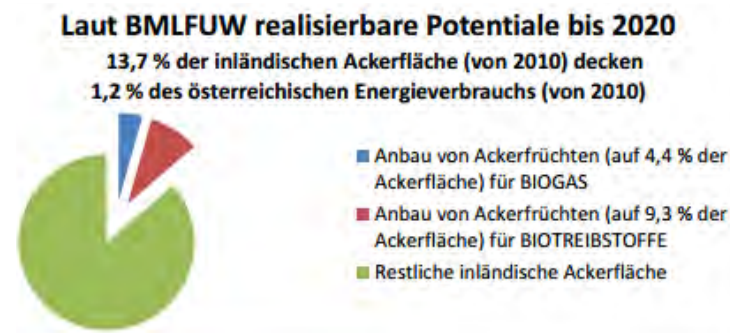 Laut BMLFUW realisierbare Potentiale bis 2020
13,7 % der inländischen Ackerfläche (von 2010) decken
1,2 % des österreichischen Energieverbrauchs (von 2010)
Anbau von Ackerfrüchten (auf 4,4 % der
Ackerfläche) für BIOGAS
Anbau von Ackerfrüchten (auf 9,3 % der
Ackerfläche) für BIOTREIBSTOFFE
Restliche inländische Ackerfläche